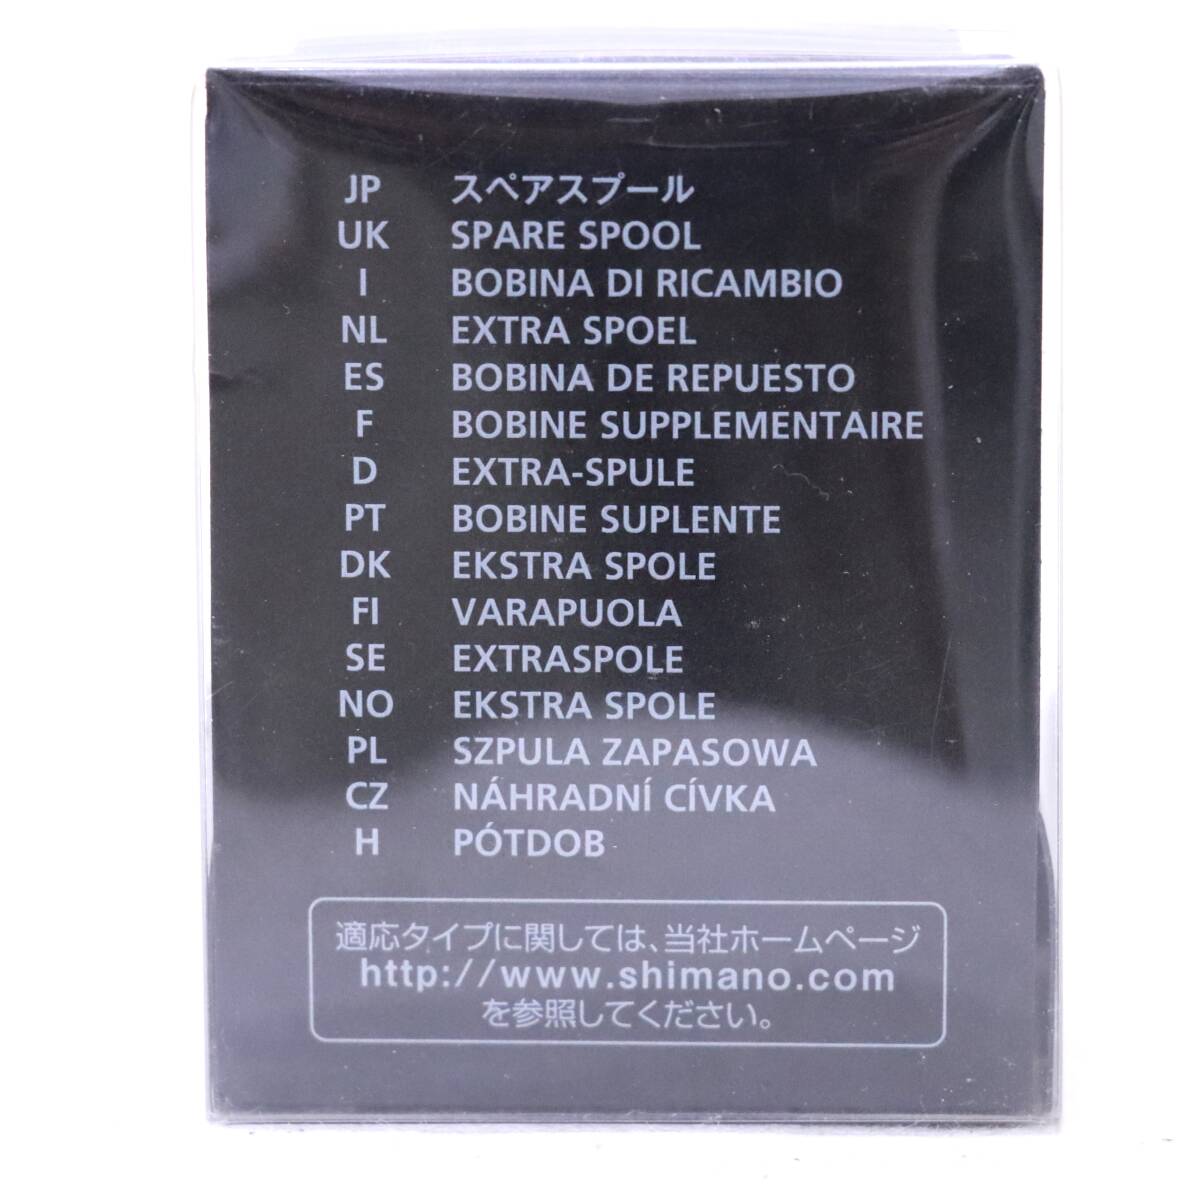 JP スペアスプール
UK SPARE SPOOL
I BOBINA DI RICAMBIO
NL EXTRA SPOEL
ES BOBINA DE REPUESTO
F BOBINE SUPPLEMENTAIRE
D EXTRA-SPULE
PT BOBINE SUPLENTE
DK EKSTRA SPOLE
FI VARAPUOLA
SE EXTRASPOLE
NO EKSTRA SPOLE
PL SZPULA ZAPASOWA
CZ NÁHRADNÍ CÍVKA
H PÓTDOB
適応タイプに関しては、当社ホームページ
http://www.shimano.com
を参照してください。